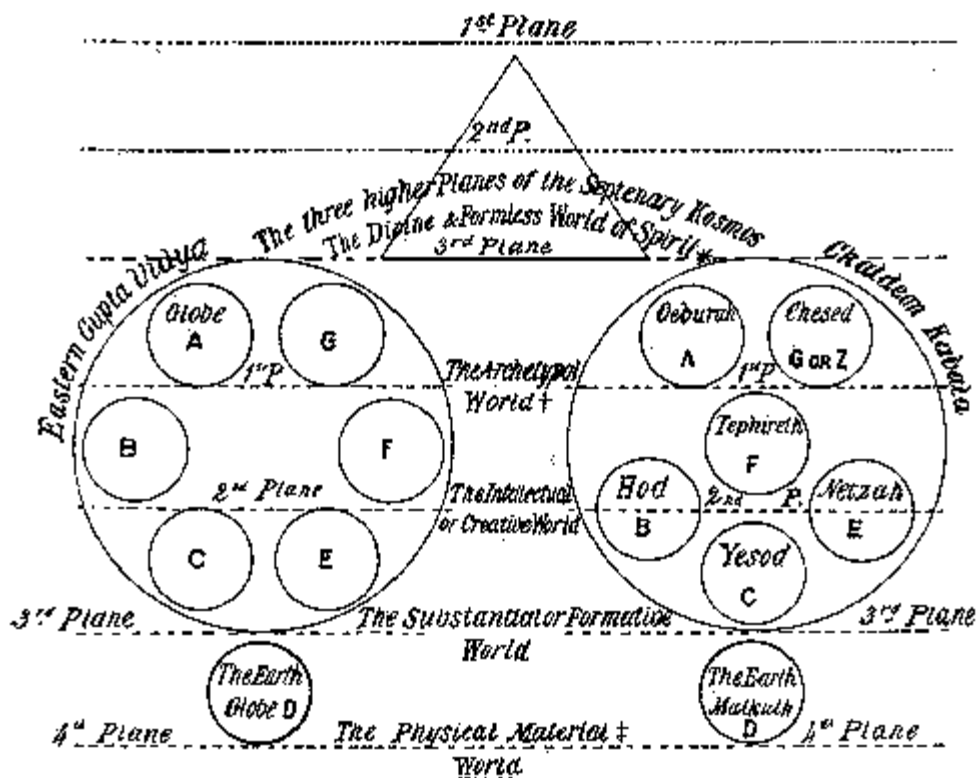 1st Plane
2nd P.
The three higher Planes of the Septenary Kosmos
The Divine & Formless World of Spirit *
3rd Plane
Eastern Gupta Vidya
Chaldean Kabala
Globe
A
G
Geburah
A
Chesed
G OR Z
1st P
The Archetypal
World ‡
1st P
B
F
Tephireth
F
2nd Plane
The Intellectual
or Creative World
Hod
B
2nd P.
Netzah
E
C
E
Yesod
C
3rd Plane
The Substantial or Formative
World
3rd Plane
The Earth
Globe D
The Earth
Malkuth
D
4th Plane
The Physical Material ‡
World
4th Plane